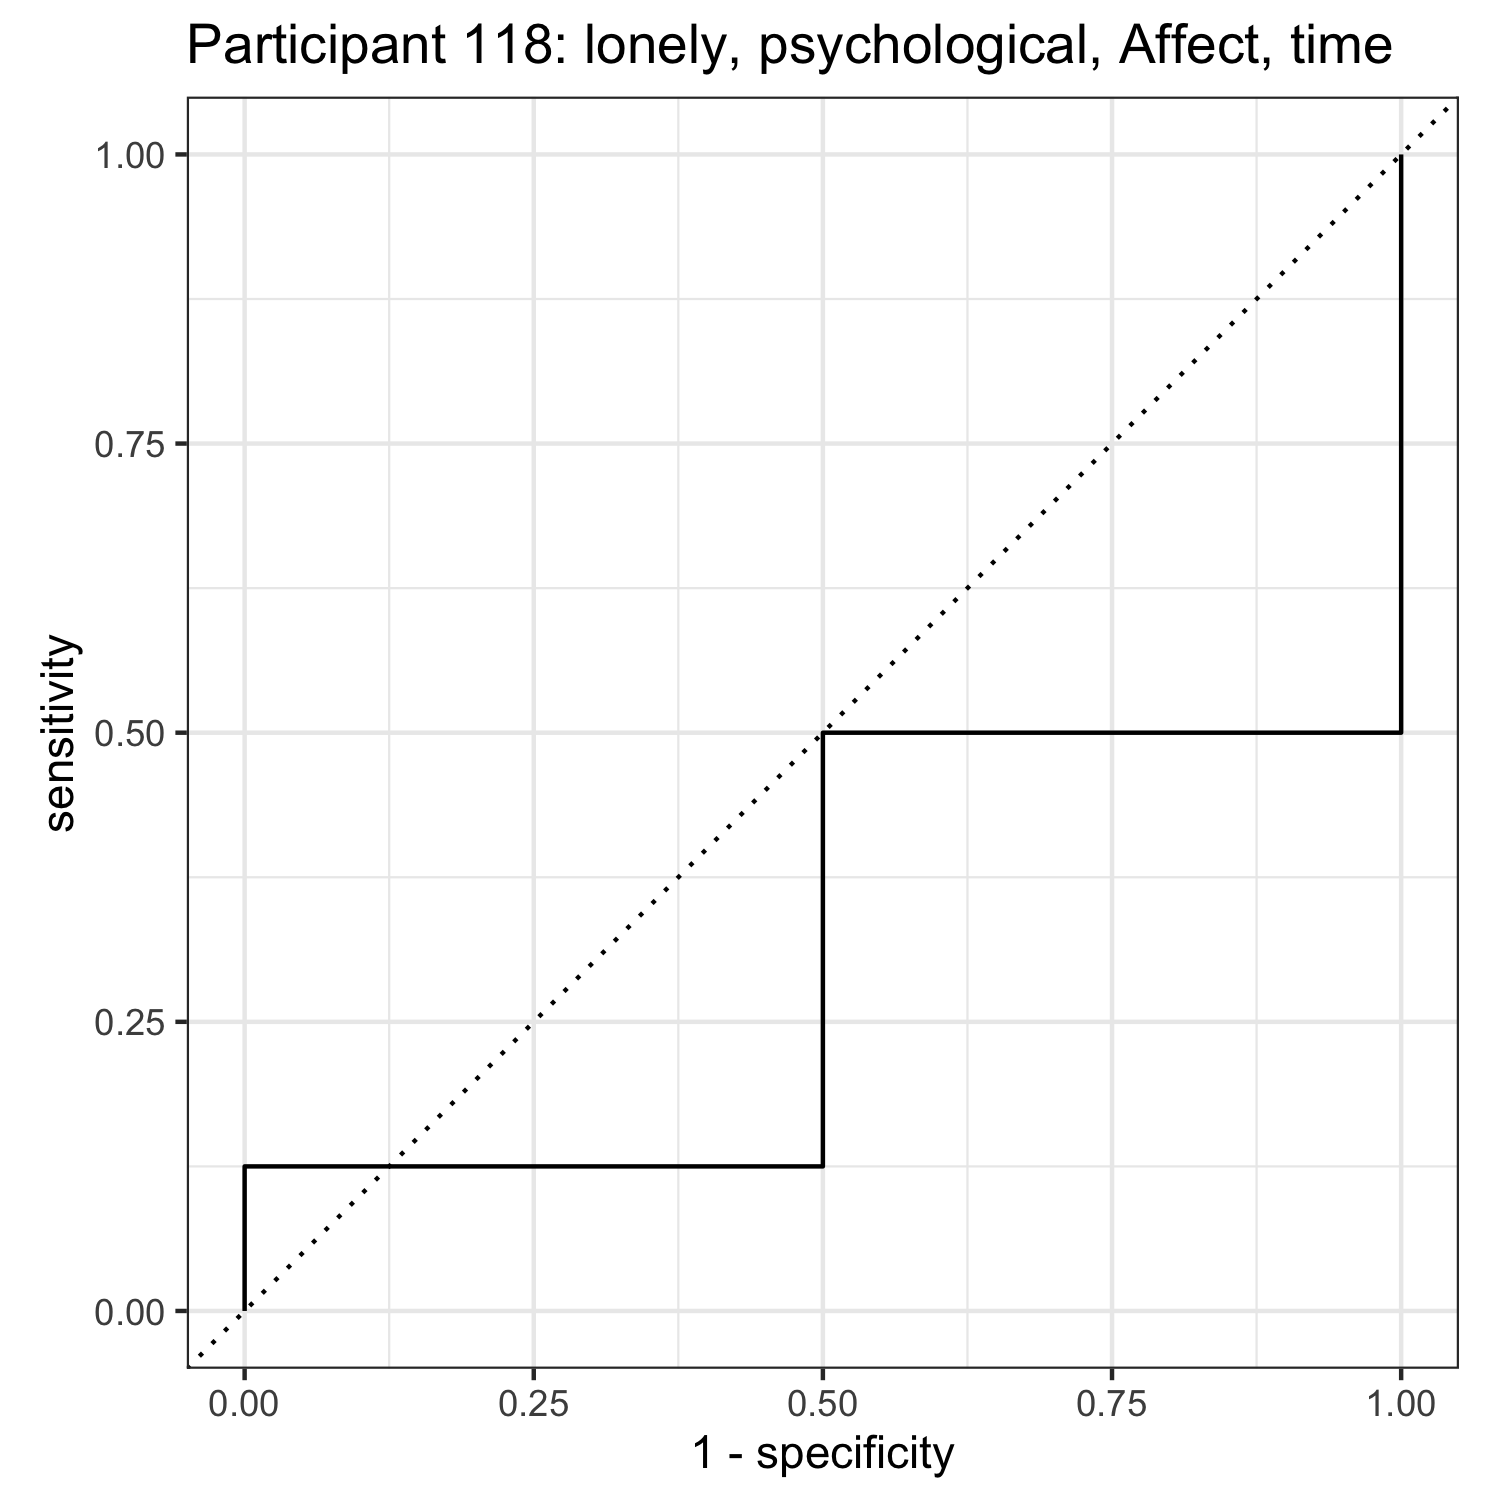 Participant 118: lonely, psychological, Affect, time
1.00
0.75
0.50
0.25
0.00
sensitivity
0.00 0.25 0.50 0.75 1.00
1 - specificity